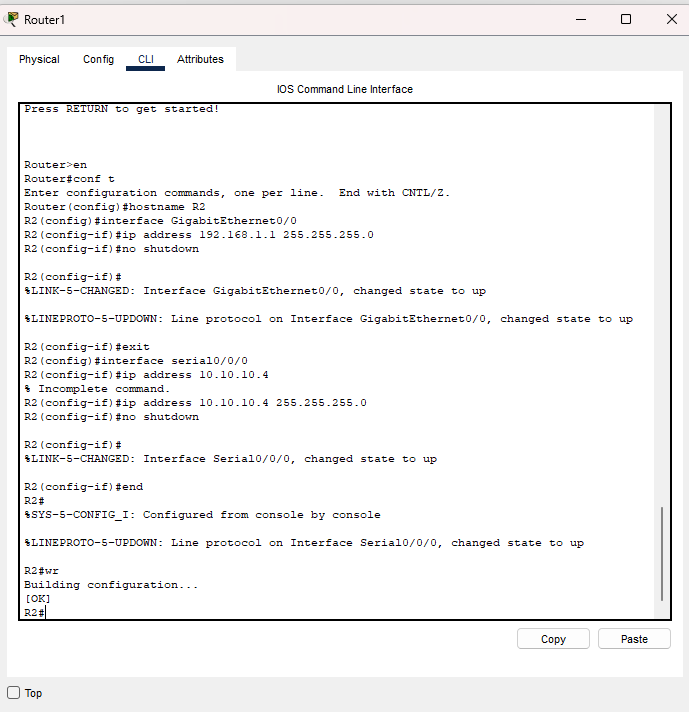 Router1
Physical Config CLI Attributes
IOS Command Line Interface
Press RETURN to get started!
Router>en
Router#conf t
Enter configuration commands, one per line.  End with CNTL/Z.
Router(config)#hostname R2
R2(config)#interface GigabitEthernet0/0
R2(config-if)#ip address 192.168.1.1 255.255.255.0
R2(config-if)#no shutdown
R2(config-if)#
%LINK-5-CHANGED: Interface GigabitEthernet0/0, changed state to up
%LINEPROTO-5-UPDOWN: Line protocol on Interface GigabitEthernet0/0, changed state to up
R2(config-if)#exit
R2(config)#interface serial0/0/0
R2(config-if)#ip address 10.10.10.4
% Incomplete command.
R2(config-if)#ip address 10.10.10.4 255.255.255.0
R2(config-if)#no shutdown
R2(config-if)#
%LINK-5-CHANGED: Interface Serial0/0/0, changed state to up
R2(config-if)#end
R2#
%SYS-5-CONFIG_I: Configured from console by console
%LINEPROTO-5-UPDOWN: Line protocol on Interface Serial0/0/0, changed state to up
R2#wr
Building configuration...
[OK]
R2#
Copy Paste
Top